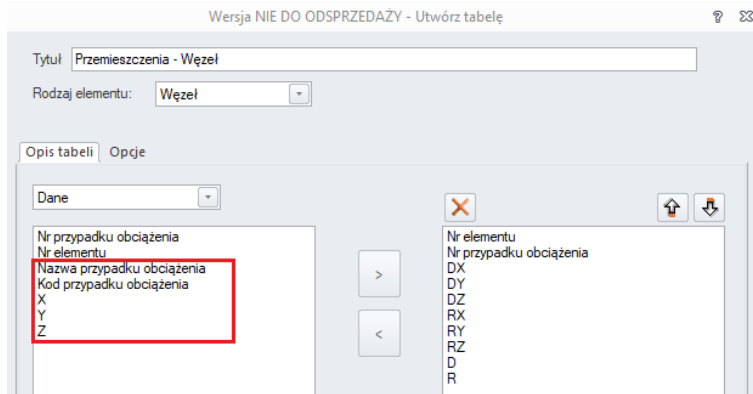 Wersja NIE DO ODSPRZEDAŻY - Utwórz tabelę
Tytuł Przemieszczenia - Węzeł
Rodzaj elementu: Węzeł
Opis tabeli Opcje
Dane
Nr przypadku obciążenia
Nr elementu
Nazwa przypadku obciążenia
Kod przypadku obciążenia
X
Y
Z
>
<
Nr elementu
Nr przypadku obciążenia
DX
DY
DZ
RX
RY
RZ
D
R